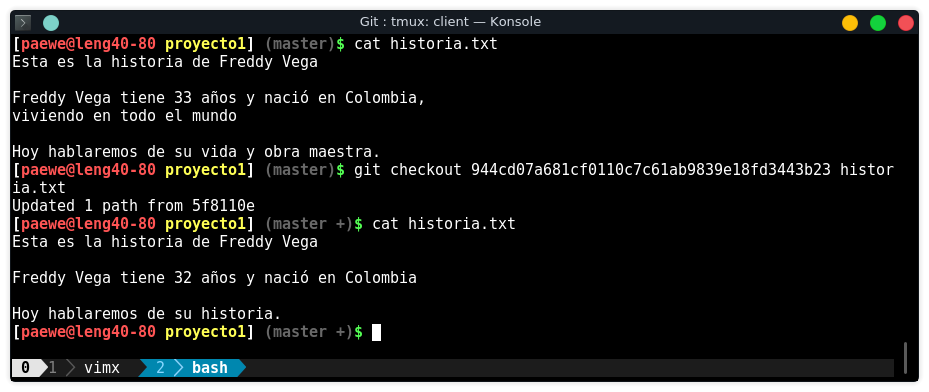 Git : tmux: client — Konsole
[paewe@leng40-80 proyecto1] (master)$ cat historia.txt
Esta es la historia de Freddy Vega
Freddy Vega tiene 33 años y nació en Colombia,
viviendo en todo el mundo
Hoy hablaremos de su vida y obra maestra.
[paewe@leng40-80 proyecto1] (master)$ git checkout 944cd07a681cf0110c7c61ab9839e18fd3443b23 histor
ia.txt
Updated 1 path from 5f8110e
[paewe@leng40-80 proyecto1] (master +)$ cat historia.txt
Esta es la historia de Freddy Vega
Freddy Vega tiene 32 años y nació en Colombia
Hoy hablaremos de su historia.
[paewe@leng40-80 proyecto1] (master +)$
0 1 vimx 2 bash